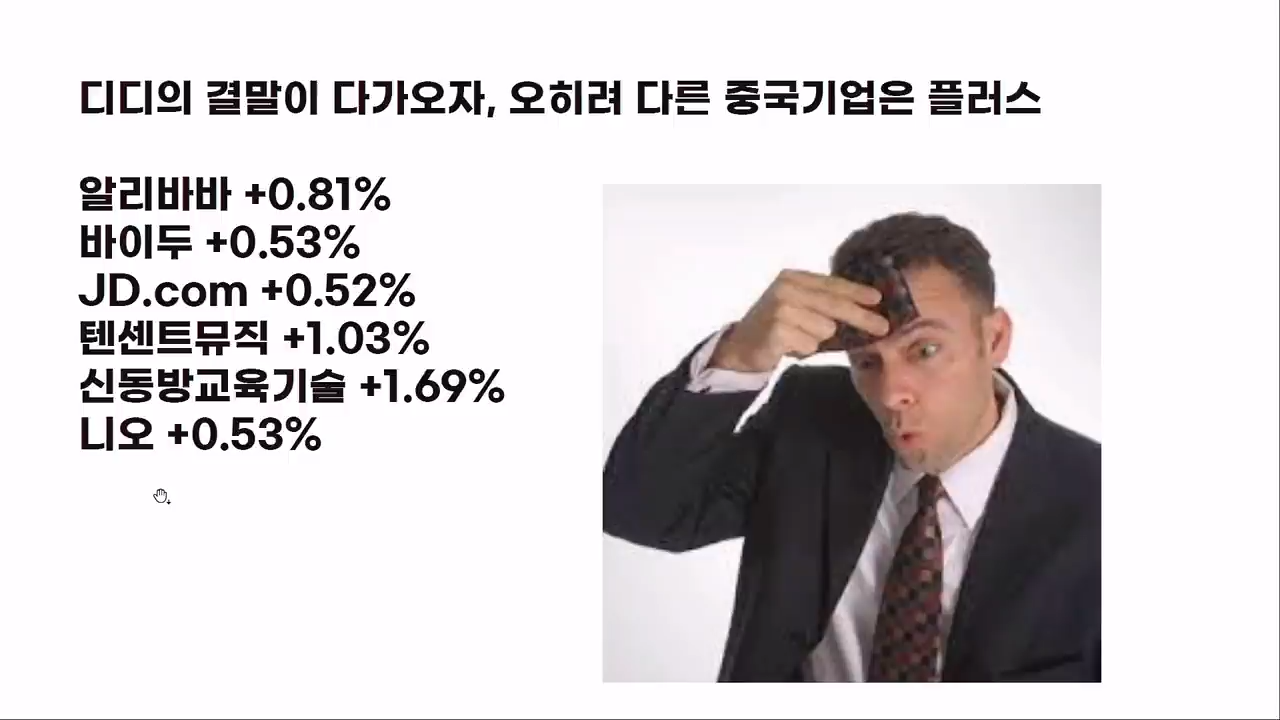 디디의 결말이 다가오자, 오히려 다른 중국기업은 플러스
알리바바 +0.81%
바이두 +0.53%
JD.com +0.52%
텐센트뮤직 +1.03%
신동방교육기술 +1.69%
니오 +0.53%